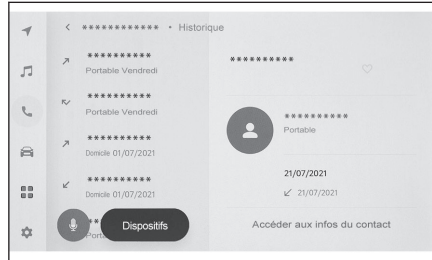 ************ • Historique
**********
Portable Vendredi
**********
Portable Vendredi
**********
Domicile 01/07/2021
**********
Domicile 01/07/2021
**
Porta
Dispositifs
**********
**********
Portable
21/07/2021
21/07/2021
Accéder aux infos du contact